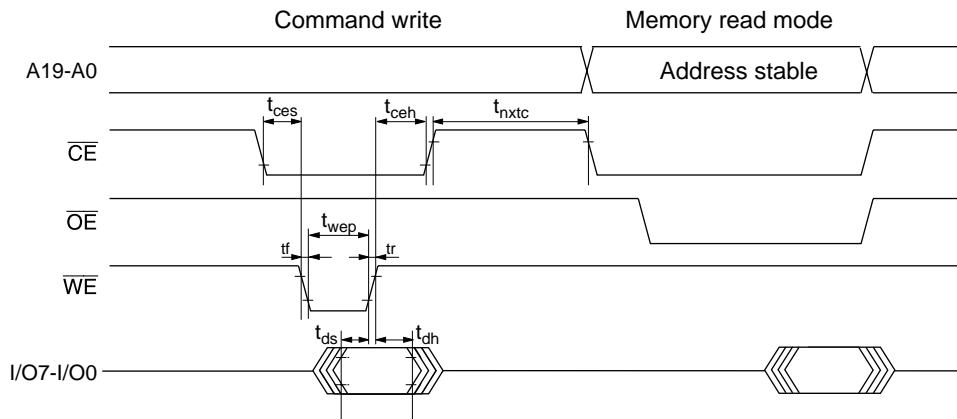 Command write
Memory read mode
A19-A0
Address stable
tces
tceh
tnxtc
CE
OE
twep
tf
tr
WE
tds
tdh
I/O7-I/O0